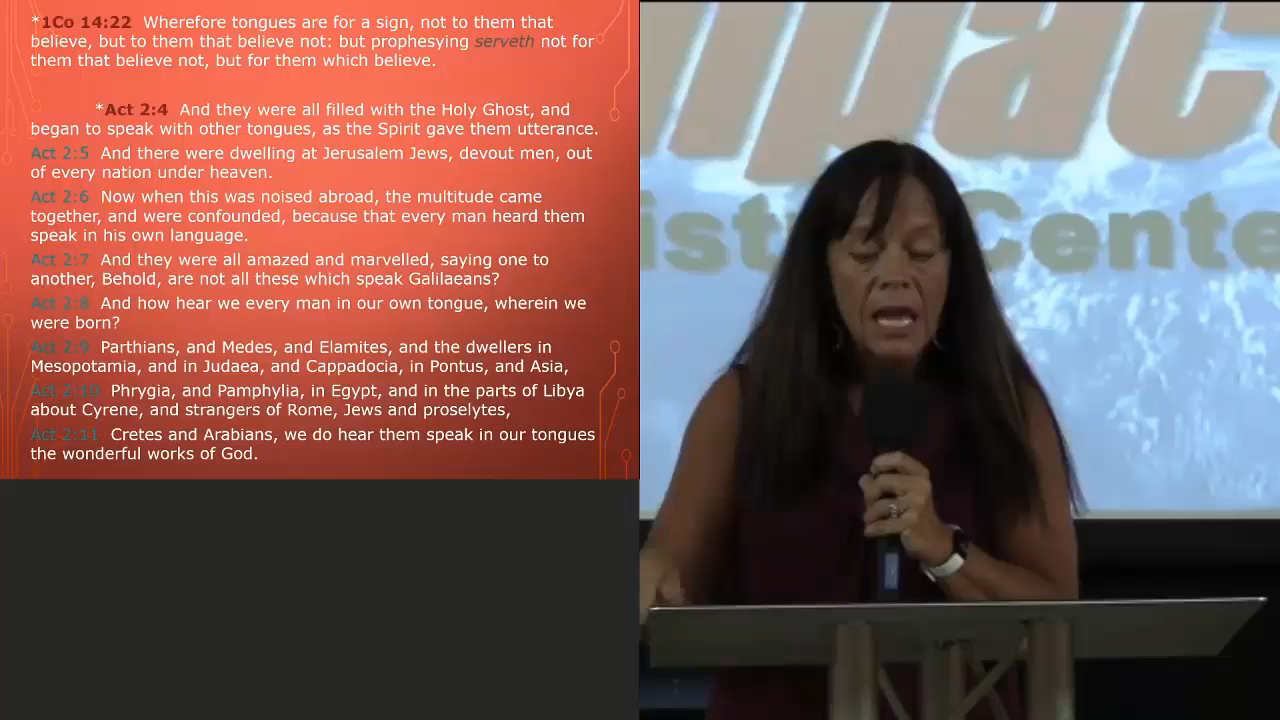 *1Co 14:22 Wherefore tongues are for a sign, not to them that
believe, but to them that believe not: but prophesying serveth not for
them that believe not, but for them which believe.
*Act 2:4 And they were all filled with the Holy Ghost, and
began to speak with other tongues, as the Spirit gave them utterance.
Act 2:5 And there were dwelling at Jerusalem Jews, devout men, out
of every nation under heaven.
Act 2:6 Now when this was noised abroad, the multitude came
together, and were confounded, because that every man heard them
speak in his own language.
Act 2:7 And they were all amazed and marvelled, saying one to
another, Behold, are not all these which speak Galilaeans?
Act 2:8 And how hear we every man in our own tongue, wherein we
were born?
Act 2:9 Parthians, and Medes, and Elamites, and the dwellers in
Mesopotamia, and in Judaea, and Cappadocia, in Pontus, and Asia,
Act 2:10 Phrygia, and Pamphylia, in Egypt, and in the parts of Libya
about Cyrene, and strangers of Rome, Jews and proselytes,
Act 2:11 Cretes and Arabians, we do hear them speak in our tongues
the wonderful works of God.